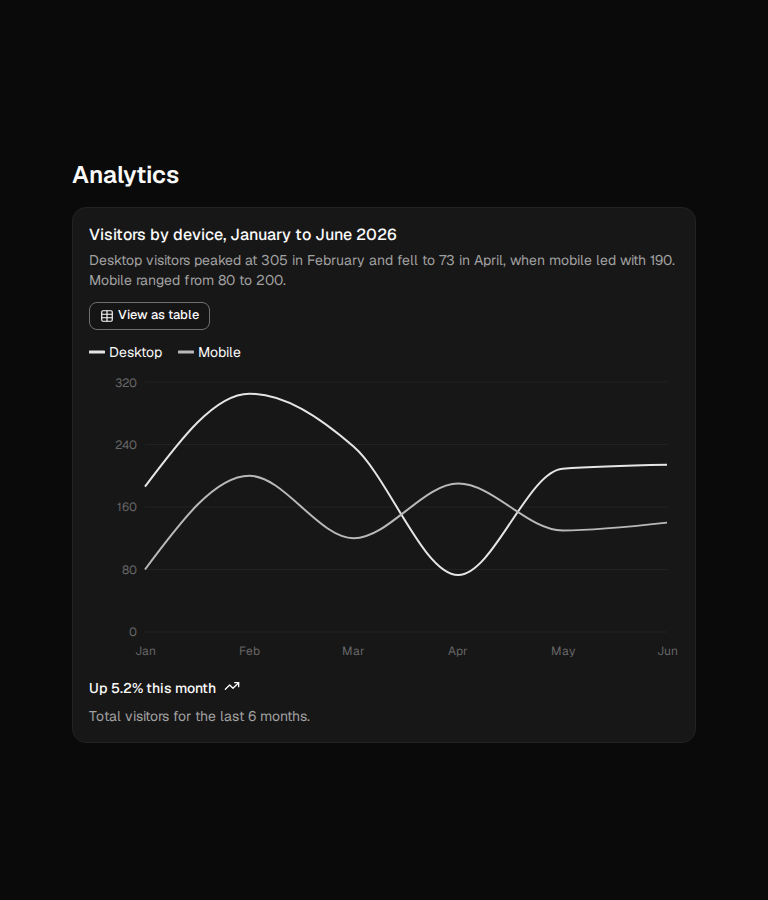 Analytics
Visitors by device, January to June 2026
Desktop visitors peaked at 305 in February and fell to 73 in April, when mobile led with 190.
Mobile ranged from 80 to 200.
View as table
Desktop Mobile
320
240
160
80
0
Jan Feb Mar Apr May Jun
Up 5.2% this month
Total visitors for the last 6 months.